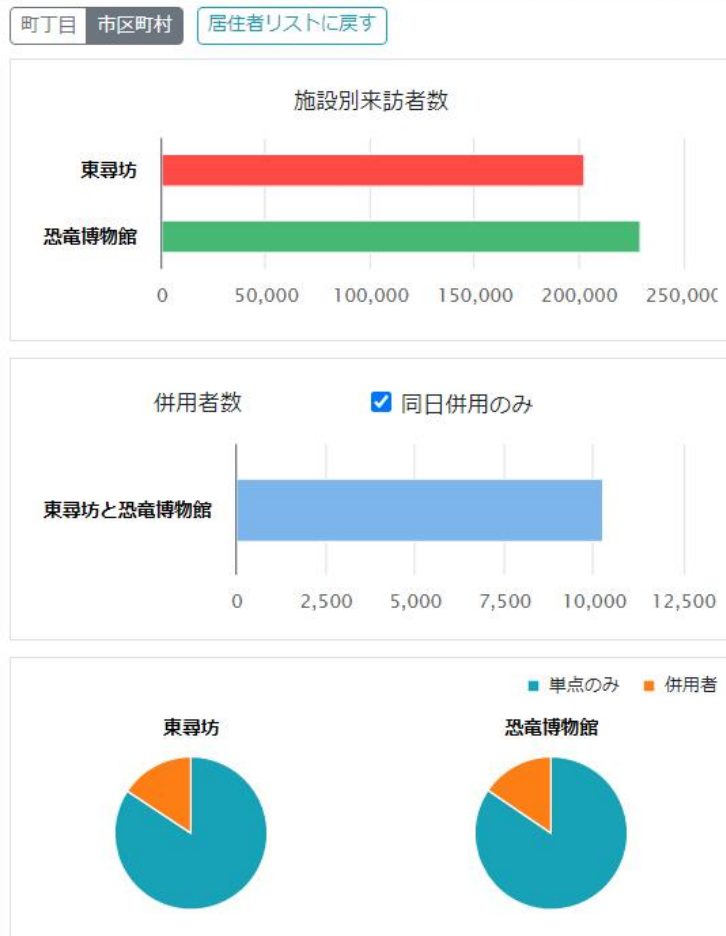 町丁目 市区町村 居住者リストに戻す
施設別来訪者数
東尋坊
恐竜博物館
0 50,000 100,000 150,000 200,000 250,000
併用者数 同日併用のみ
東尋坊と恐竜博物館
0 2,500 5,000 7,500 10,000 12,500
単点のみ 併用者
東尋坊 恐竜博物館